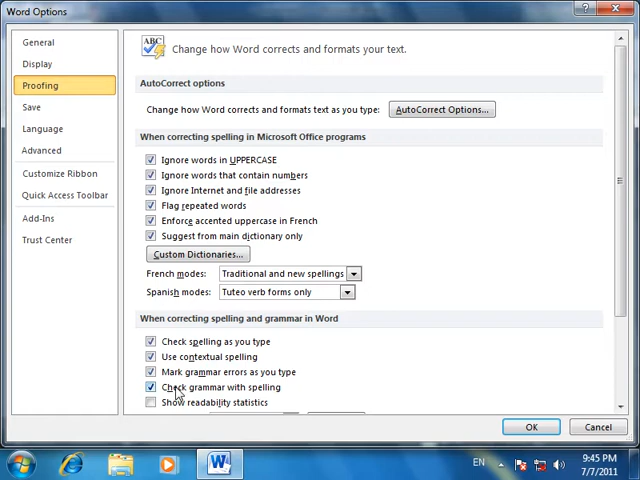 Word Options
General
Display
Proofing
Save
Language
Advanced
Customize Ribbon
Quick Access Toolbar
Add-Ins
Trust Center
ABC
Change how Word corrects and formats your text.
AutoCorrect options
Change how Word corrects and formats text as you type:
AutoCorrect Options...
When correcting spelling in Microsoft Office programs
Ignore words in UPPERCASE
Ignore words that contain numbers
Ignore Internet and file addresses
Flag repeated words
Enforce accented uppercase in French
Suggest from main dictionary only
Custom Dictionaries...
French modes: Traditional and new spellings
Spanish modes: Tuteo verb forms only
When correcting spelling and grammar in Word
Check spelling as you type
Use contextual spelling
Mark grammar errors as you type
Check grammar with spelling
Show readability statistics
OK Cancel
EN 9:45 PM
7/7/2011